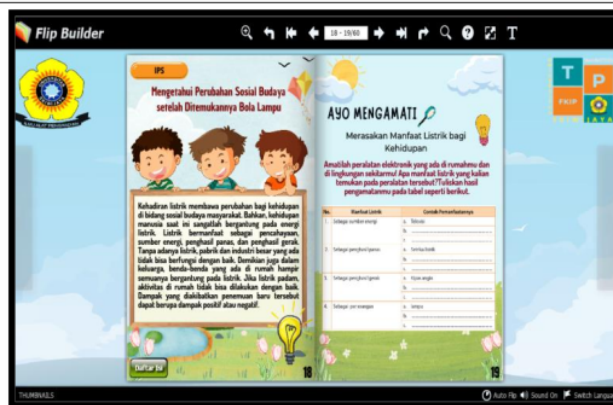 Flip Builder
18 - 19/60
T
IPS
Mengetahui Perubahan Sosial Budaya
setelah Ditemukannya Bola Lampu
Kehadiran listrik membawa perubahan bagi kehidupan
di bidang sosial budaya masyarakat. Bahkan, kehidupan
manusia saat ini sangatlah bergantung pada energi
listrik. Listrik bermanfaat sebagai pencahayaan,
sumber energi, penghasil panas, dan penghasil gerak.
Tanpa adanya listrik, pabrik dan industri besar yang ada
tidak bisa berfungsi dengan baik. Demikian juga dalam
keluarga, benda-benda yang ada di rumah hampir
semuanya bergantung pada listrik. Jika listrik padam,
aktivitas di rumah tidak bisa dilakukan dengan baik.
Dampak yang diakibatkan penemuan baru tersebut
dapat berupa dampak positif atau negatif.
Daftar Isi
18
AYO MENGAMATI
Merasakan Manfaat Listrik bagi
Kehidupan
Amatilah peralatan elektronik yang ada di rumahmu dan
di lingkungan sekitarmu! Apa manfaat listrik yang kalian
temukan pada peralatan tersebut?Tuliskan hasil
pengamatanmu pada tabel seperti berikut.
No. Manfaat Listrik Contoh Pemanfaatannya
1. Sebagai sumber energi a. Televisi
2. Sebagai penghasil panas a. Setrika listrik
3. Sebagai penghasil gerak a. Kipas angin
4. Sebagai penerangan a. lampu
19
T
P
FKIP
THUMBNAILS
Auto Flip
Sound On
Switch Langua